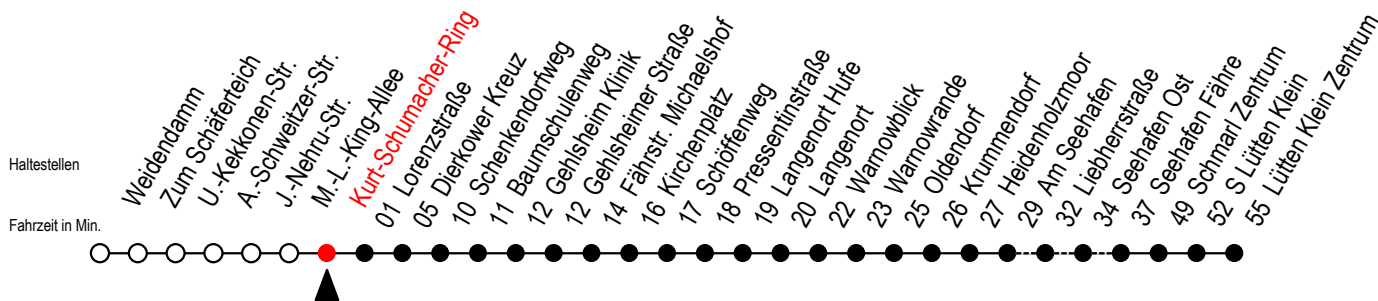 Haltestellen
Fahrzeit in Min.
Weidendamm
Zum Schäferteich
U.-Kekkonen-Str.
A.-Schweitzer-Str.
J.-Nehru-Str.
M.-L.-King-Allee
Kurt-Schumacher-Ring
01 Lorenzstraße
05 Dierkower Kreuz
10 Schenkendorfweg
11 Baumschulenweg
12 Gehlsheim Klinik
12 Gehlsheimer Straße
14 Fährstr. Michaelshof
16 Kirchenplatz
17 Schöffenweg
18 Pressentinstraße
19 Langenort Hufe
20 Langenort
22 Warnowblick
23 Warnowrande
25 Oldendorf
26 Krummendorf
27 Heidenholzmoor
29 Am Seehafen
32 Liebherrstraße
34 Seehafen Ost
37 Seehafen Fähre
49 Schmarl Zentrum
52 S Lütten Klein
55 Lütten Klein Zentrum